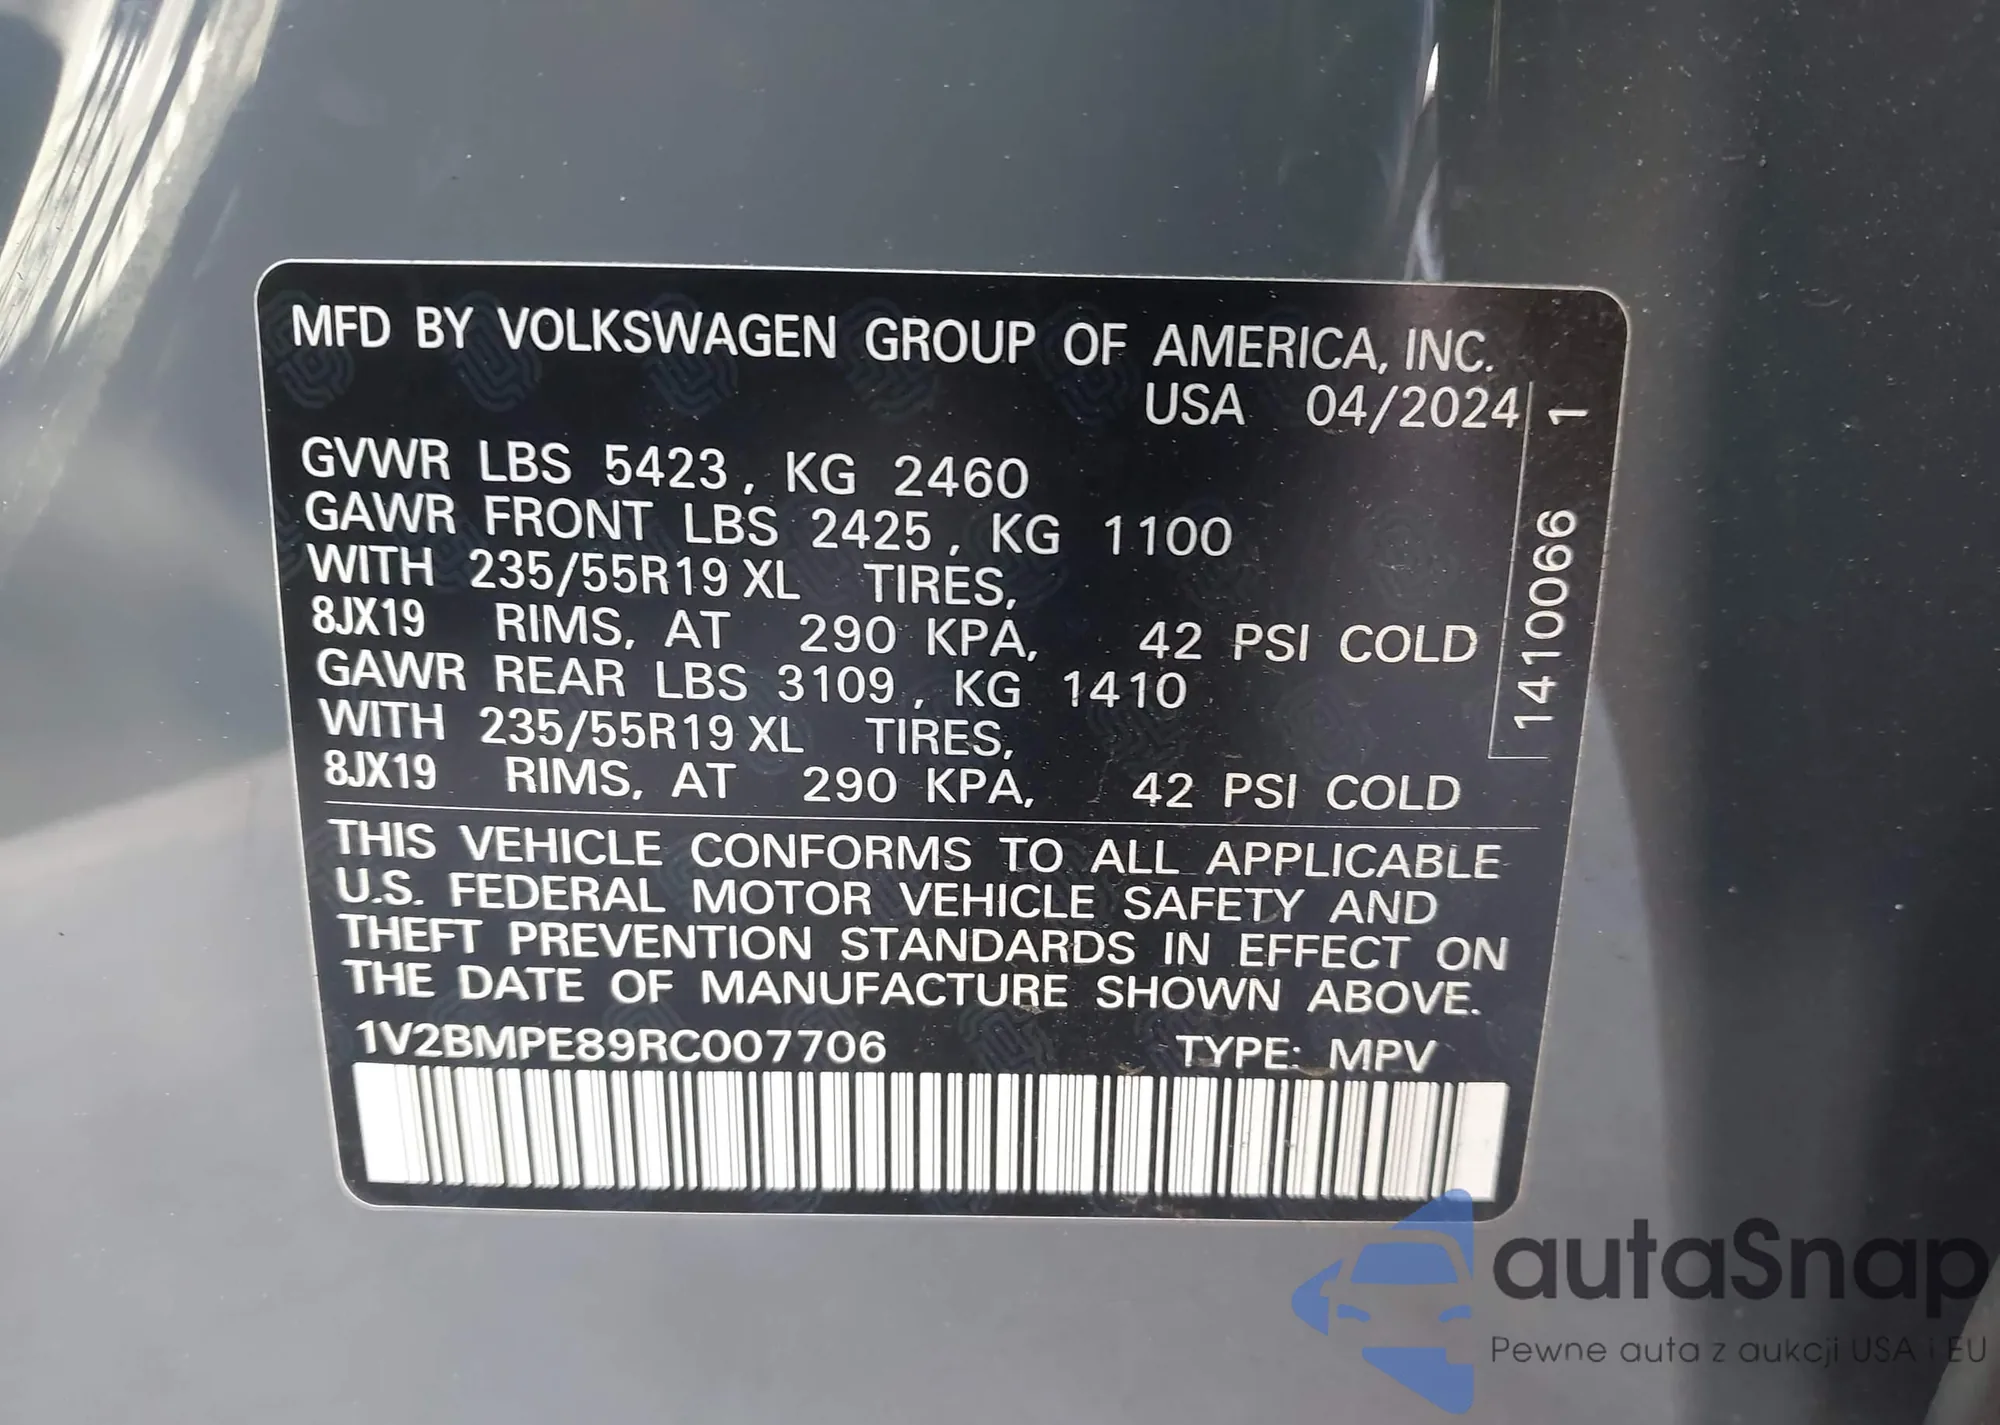 MFD BY VOLKSWAGEN GROUP OF AMERICA, INC.
USA 04/2024
GVWR LBS 5423, KG 2460
GAWR FRONT LBS 2425, KG 1100
WITH 235/55R19 XL TIRES,
8JX19 RIMS, AT 290 KPA, 42 PSI COLD
GAWR REAR LBS 3109, KG 1410
WITH 235/55R19 XL TIRES,
8JX19 RIMS, AT 290 KPA, 42 PSI COLD
1410066 1
THIS VEHICLE CONFORMS TO ALL APPLICABLE
U.S. FEDERAL MOTOR VEHICLE SAFETY AND
THEFT PREVENTION STANDARDS IN EFFECT ON
THE DATE OF MANUFACTURE SHOWN ABOVE.
1V2BMPE89RC007706 TYPE: MPV
autaSnap
Pewne auta z aukcji USA i EU